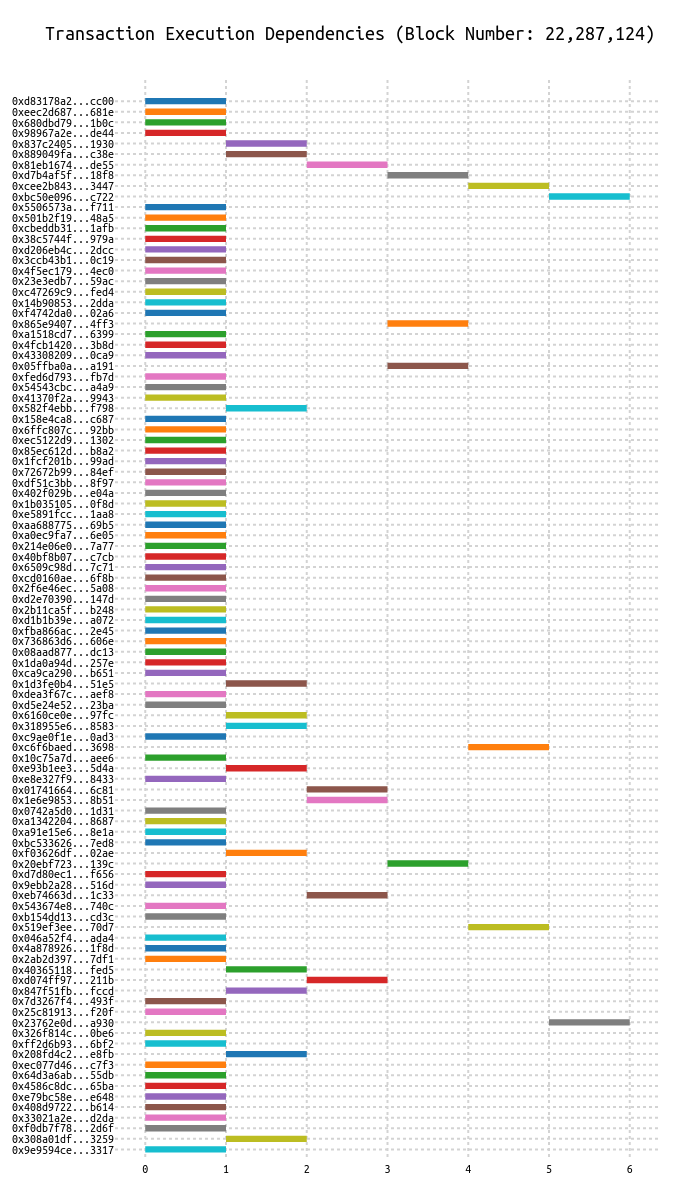 Transaction Execution Dependencies (Block Number: 22,287,124)
0xd83178a2...cc00
0xeec2d687...681e
0x680dbd79...1b0c
0x98967a2e...de44
0x837c2405...1930
0x889049fa...c38e
0x81eb1674...de55
0xd7b4af5f...18f8
0xcee2b843...3447
0xbc50e096...c722
0x5506573a...f711
0x501b2f19...48a5
0xcbeddb31...1afb
0x38c5744f...979a
0xd206eb4c...2dcc
0x3ccb43b1...0c19
0x4f5ec179...4ec0
0x23e3edb7...59ac
0xc47269c9...fed4
0x14b90853...2dda
0xf4742da0...02a6
0x865e9407...4ff3
0xa1518cd7...6399
0x4fcb1420...3b8d
0x43308209...0ca9
0x05ffba0a...a191
0xfed6d793...fb7d
0x54543cbc...a4a9
0x41370f2a...9943
0x582f4ebb...f798
0x158e4ca8...c687
0x6ffc807c...92bb
0xec5122d9...1302
0x85ec612d...b8a2
0x1fcf201b...99ad
0x72672b99...84ef
0xdf51c3bb...8f97
0x402f029b...e04a
0x1b035105...0f8d
0xe5891fcc...1aa8
0xaa688775...69b5
0xa0ec9fa7...6e05
0x214e06e0...7a77
0x40bf8b07...c7cb
0x6509c98d...7c71
0xcd0160ae...6f8b
0x2f6e46ec...5a08
0xd2e70390...147d
0x2b11ca5f...b248
0xd1b1b39e...a072
0xfba866ac...2e45
0x736863d6...606e
0x08aad877...dc13
0x1da0a94d...257e
0xca9ca290...b651
0x1d3fe0b4...51e5
0xdea3f67c...aef8
0xd5e24e52...23ba
0x6160ce0e...97fc
0x318955e6...8583
0xc9ae0f1e...0ad3
0xc6f6baed...3698
0x10c75a7d...aee6
0xe93b1ee3...5d4a
0xe8e327f9...8433
0x01741664...6c81
0x1e6e9853...8b51
0x0742a5d0...1d31
0xa1342204...8687
0xa91e15e6...8e1a
0xbc533626...7ed8
0xf03626df...02ae
0x20ebf723...139c
0xd7d80ec1...f656
0x9ebb2a28...516d
0xeb74663d...1c33
0x543674e8...740c
0xb154dd13...cd3c
0x519ef3ee...70d7
0x046a52f4...ada4
0x4a878926...1f8d
0x2ab2d397...7df1
0x40365118...fed5
0xd074ff97...211b
0x847f51fb...fccd
0x7d3267f4...493f
0x25c81913...f20f
0x23762e0d...a930
0x326f814c...0be6
0xff2d6b93...6bf2
0x208fd4c2...e8fb
0xec077d46...c7f3
0x64d3a6ab...55db
0x4586c8dc...65ba
0xe79bc58e...e648
0x408d9722...b614
0x33021a2e...d2da
0xf0db7f78...2d6f
0x308a01df...3259
0x9e9594ce...3317
0 1 2 3 4 5 6